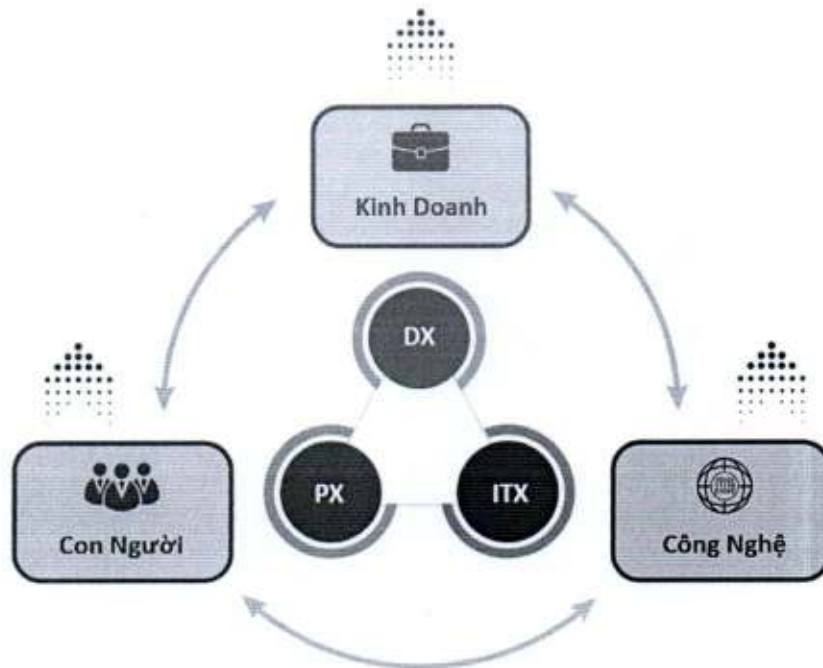 Kinh Doanh
DX
PX
ITX
Con Người
Công Nghệ